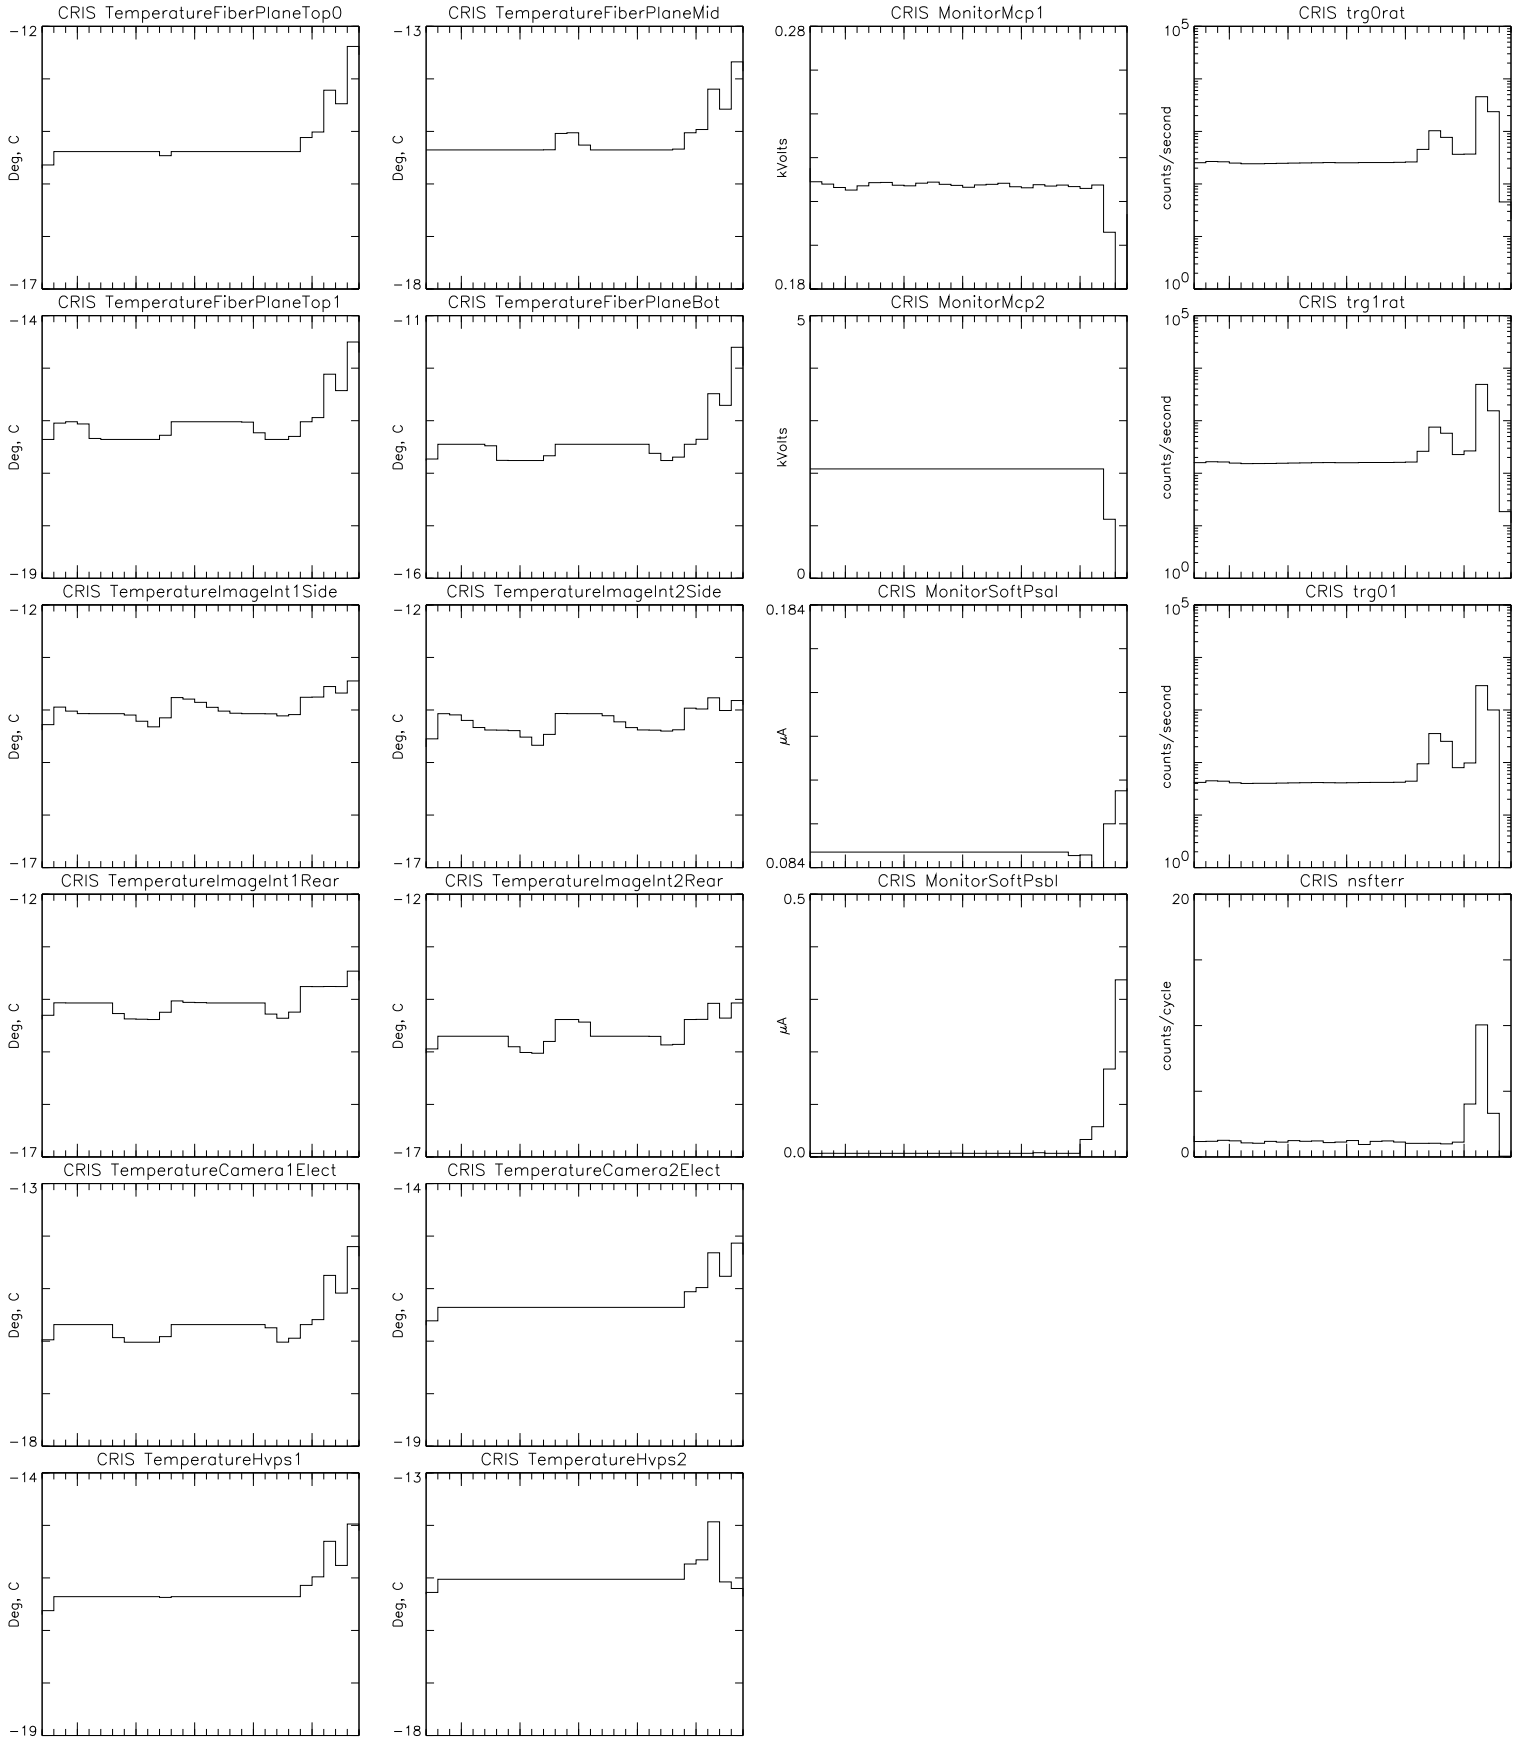 CRIS TemperatureFiberPlaneTop0
-12
Deg, C
-17
CRIS TemperatureFiberPlaneMid
-13
Deg, C
-18
CRIS MonitorMcp1
0.28
kVolts
0.18
CRIS trg0rat
10^5
counts/second
10^0
CRIS TemperatureFiberPlaneTop1
-14
Deg, C
-19
CRIS TemperatureFiberPlaneBot
-11
Deg, C
-16
CRIS MonitorMcp2
5
kVolts
0
CRIS trg1rat
10^5
counts/second
10^0
CRIS TemperatureImageInt1Side
-12
Deg, C
-17
CRIS TemperatureImageInt2Side
-12
Deg, C
-17
CRIS MonitorSoftPsaI
0.184
μA
0.084
CRIS trg01
10^5
counts/second
10^0
CRIS TemperatureImageInt1Rear
-12
Deg, C
-17
CRIS TemperatureImageInt2Rear
-12
Deg, C
-17
CRIS MonitorSoftPsbI
0.5
μA
0.0
CRIS nsfterr
20
counts/cycle
0
CRIS TemperatureCamera1Elect
-13
Deg, C
-18
CRIS TemperatureCamera2Elect
-14
Deg, C
-19
CRIS TemperatureHvps1
-14
Deg, C
-19
CRIS TemperatureHvps2
-13
Deg, C
-18